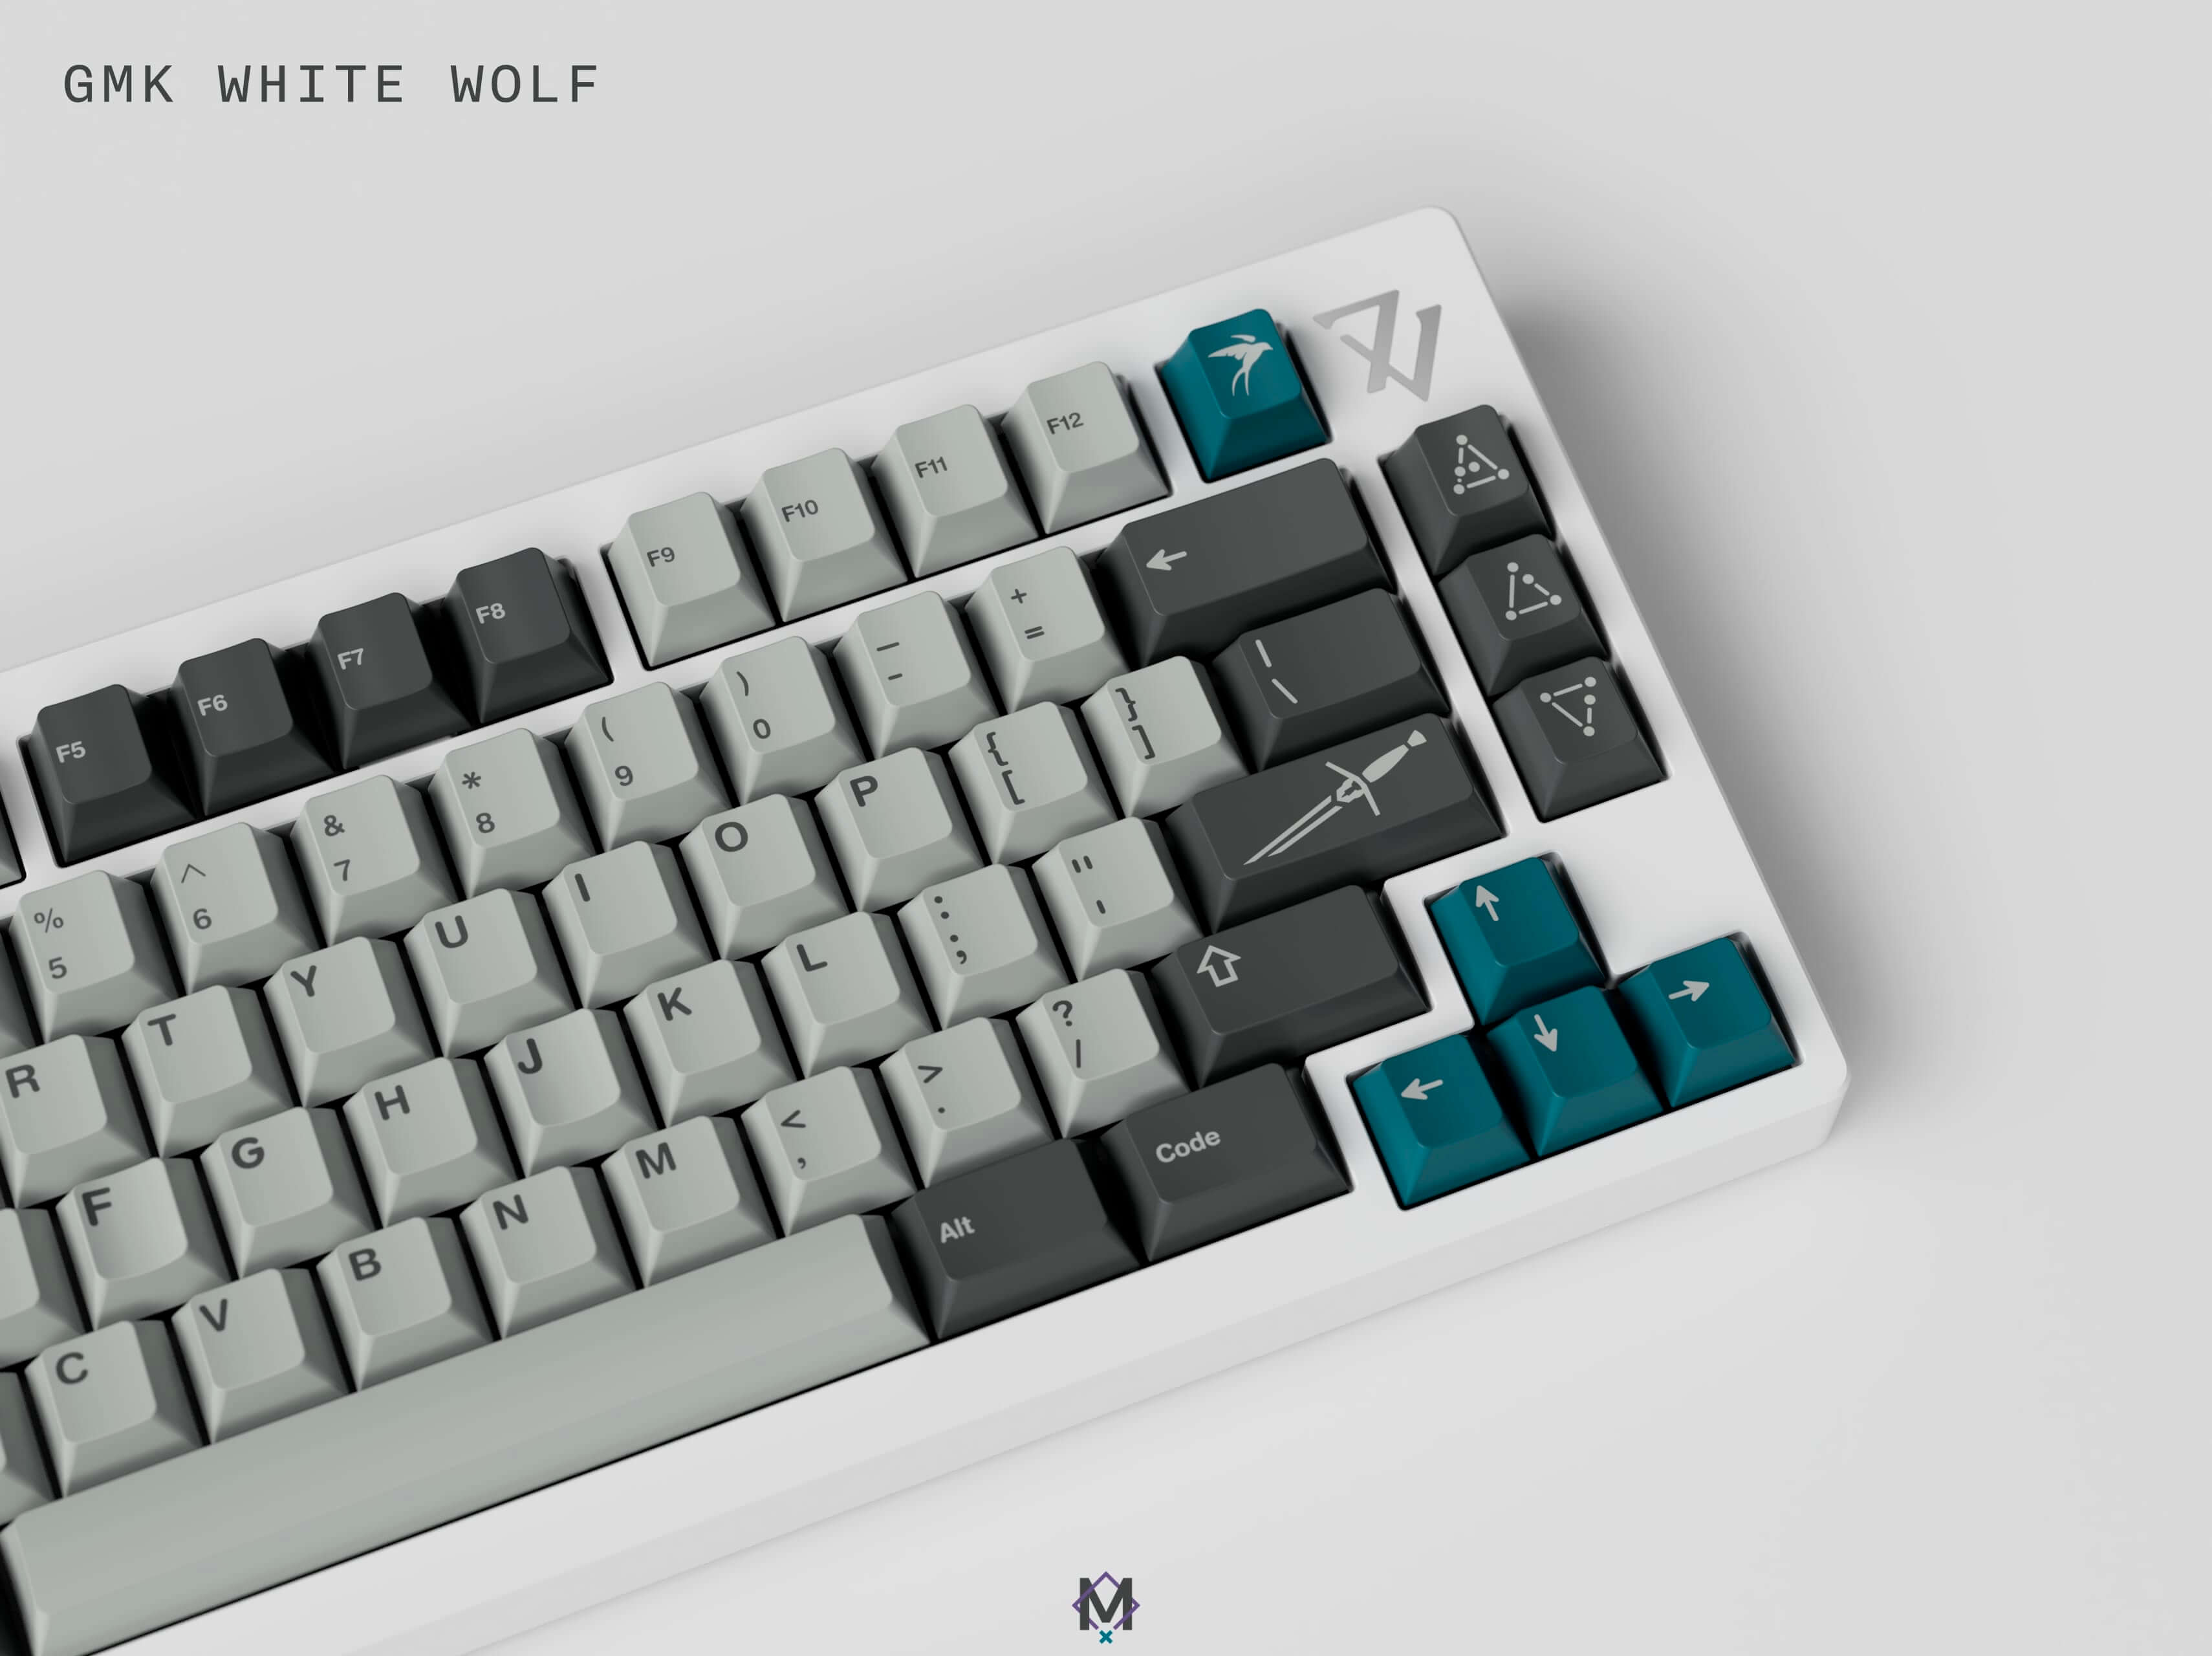 GMK WHITE WOLF
F5 F6 F7 F8 F9 F10 F11 F12
% 5 ^ 6 & 7 * 8 ( 9 ) 0 _ - + = ←
R T Y U I O P { [ } ] | \
F G H J K L : ; " '
C V B N M < , > . ? / ⇧ ↑
Alt Code ← ↓ →
M